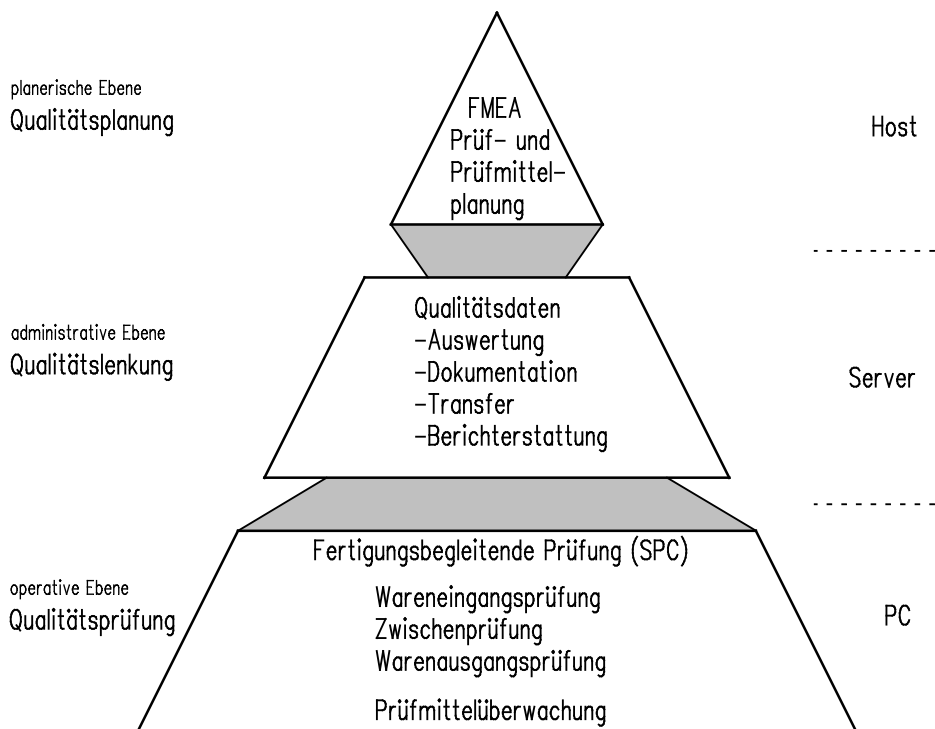 planerische Ebene
Qualitätsplanung
FMEA
Prüf- und
Prüfmittel-
planung
Host
administrative Ebene
Qualitätslenkung
Qualitätsdaten
-Auswertung
-Dokumentation
-Transfer
-Berichterstattung
Server
operative Ebene
Qualitätsprüfung
Fertigungsbegleitende Prüfung (SPC)
Wareneingangsprüfung
Zwischenprüfung
Warenausgangsprüfung
Prüfmittelüberwachung
PC